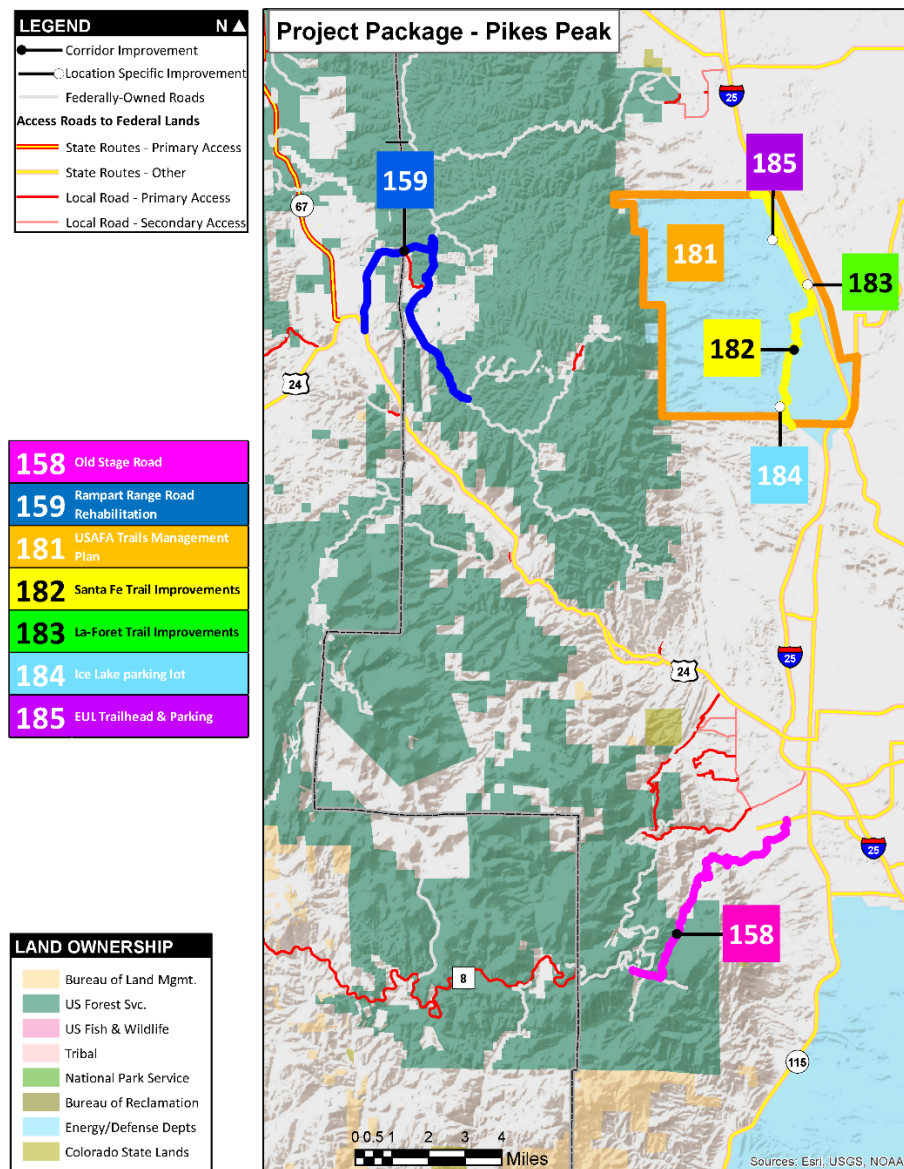 LEGEND N
Corridor Improvement
Location Specific Improvement
Federally-Owned Roads
Access Roads to Federal Lands
State Routes - Primary Access
State Routes - Other
Local Road - Primary Access
Local Road - Secondary Access
Project Package - Pikes Peak
25
185
159
67
181
183
182
24
184
158 Old Stage Road
159 Rampart Range Road
Rehabilitation
181 USAFA Trails Management
Plan
182 Santa Fe Trail Improvements
183 La-Foret Trail Improvements
184 Ice Lake parking lot
185 EUL Trailhead & Parking
25
24
25
158
8
115
LAND OWNERSHIP
Bureau of Land Mgmt.
US Forest Svc.
US Fish & Wildlife
Tribal
National Park Service
Bureau of Reclamation
Energy/Defense Depts
Colorado State Lands
0 0.5 1 2 3 4
Miles
Sources: Esri, USGS, NOAA